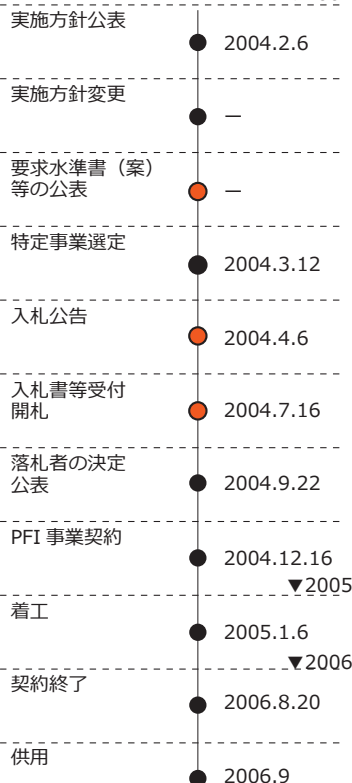 実施方針公表
2004.2.6
実施方針変更
—
要求水準書（案）
等の公表
—
特定事業選定
2004.3.12
入札公告
2004.4.6
入札書等受付
開札
2004.7.16
落札者の決定
公表
2004.9.22
PFI 事業契約
2004.12.16
▼2005
着工
2005.1.6
▼2006
契約終了
2006.8.20
供用
2006.9